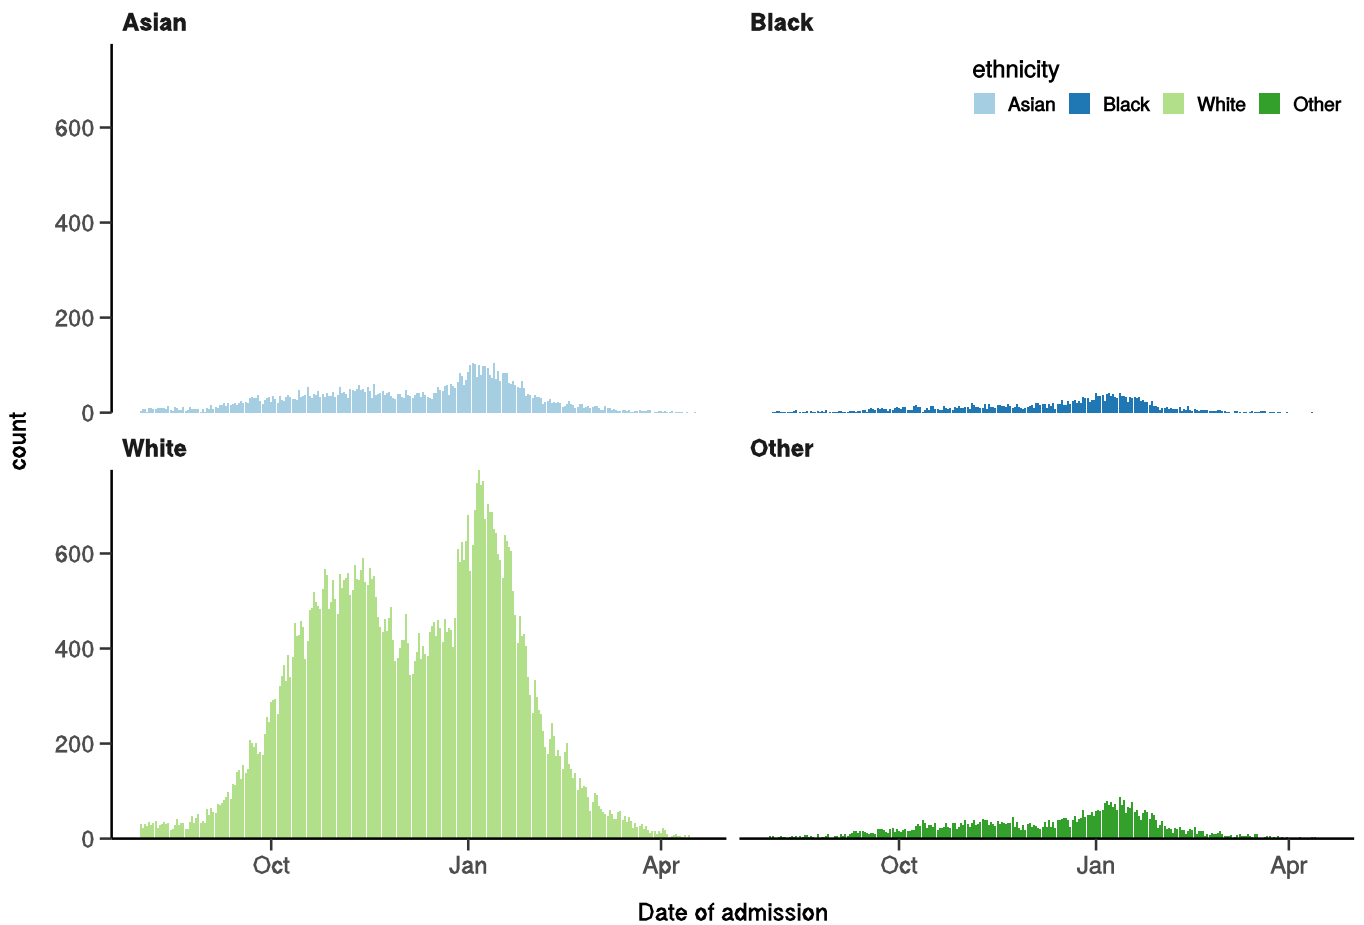 Asian
Black
ethnicity
Asian Black White Other
600
400
200
0
count
White
Other
600
400
200
0
Oct Jan Apr
Oct Jan Apr
Date of admission